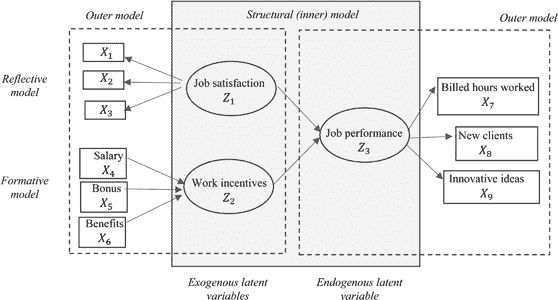 Outer model
Structural (inner) model
Outer model
Reflective model
X₁
X₂
X₃
Job satisfaction
Z₁
Billed hours worked
X₇
Job performance
Z₃
New clients
X₈
Formative model
Salary
X₄
Bonus
X₅
Benefits
X₆
Work incentives
Z₂
Innovative ideas
X₉
Exogenous latent
variables
Endogenous latent
variable